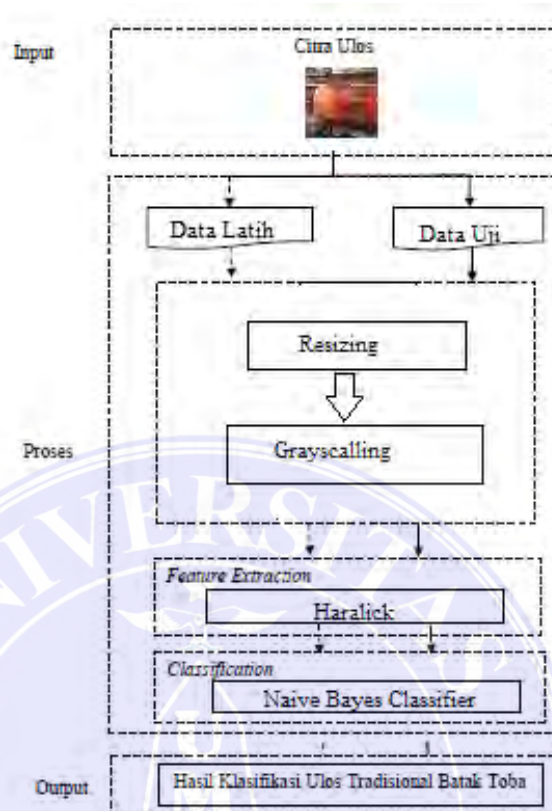 Input
Citra Ulos
Data Latih
Data Uji
Resizing
Proses
Grayscalling
Feature Extraction
Haralick
Classification
Naive Bayes Classifier
Output
Hasil Klasifikasi Ulos Tradisional Batak Toba
UNIVERSITAS